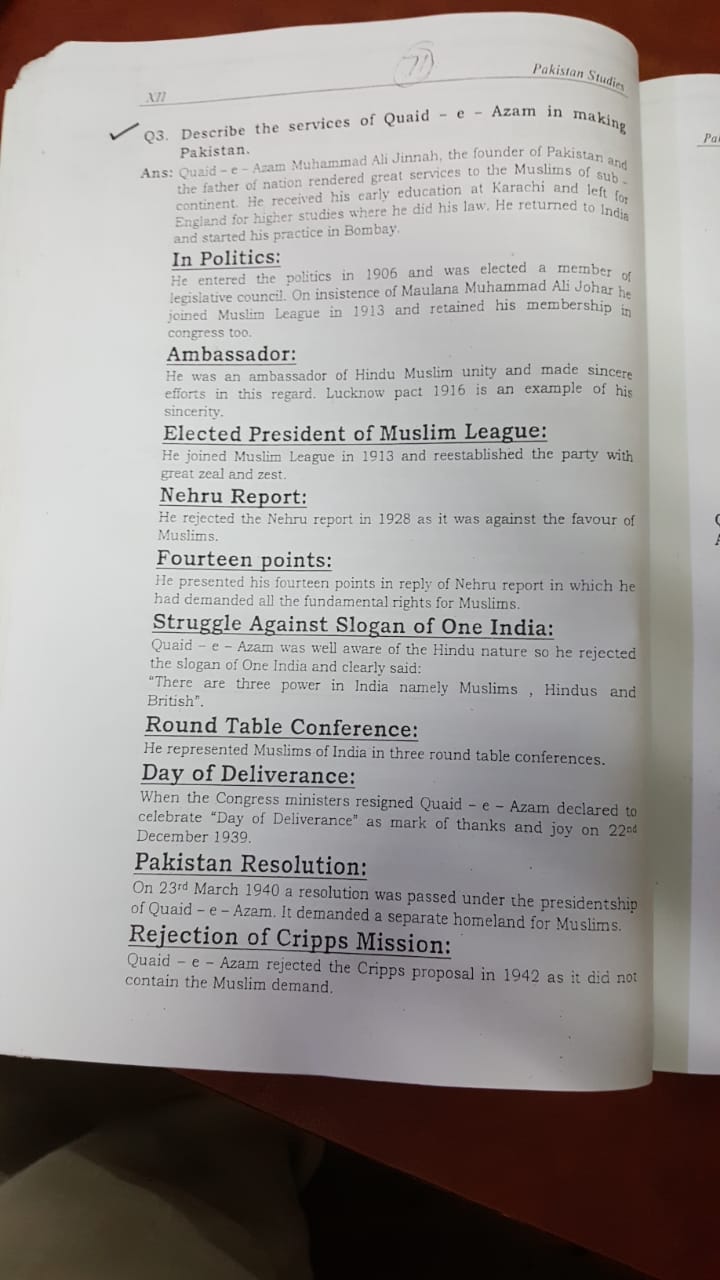 71
XII
Pakistan Studies
Q3. Describe the services of Quaid – e – Azam in making
Pakistan.
Ans: Quaid – e – Azam Muhammad Ali Jinnah, the founder of Pakistan and
the father of nation rendered great services to the Muslims of sub –
continent. He received his early education at Karachi and left for
England for higher studies where he did his law. He returned to India
and started his practice in Bombay.
In Politics:
He entered the politics in 1906 and was elected a member of
legislative council. On insistence of Maulana Muhammad Ali Johar he
joined Muslim League in 1913 and retained his membership in
congress too.
Ambassador:
He was an ambassador of Hindu Muslim unity and made sincere
efforts in this regard. Lucknow pact 1916 is an example of his
sincerity.
Elected President of Muslim League:
He joined Muslim League in 1913 and reestablished the party with
great zeal and zest.
Nehru Report:
He rejected the Nehru report in 1928 as it was against the favour of
Muslims.
Fourteen points:
He presented his fourteen points in reply of Nehru report in which he
had demanded all the fundamental rights for Muslims.
Struggle Against Slogan of One India:
Quaid – e – Azam was well aware of the Hindu nature so he rejected
the slogan of One India and clearly said:
“There are three power in India namely Muslims , Hindus and
British”.
Round Table Conference:
He represented Muslims of India in three round table conferences.
Day of Deliverance:
When the Congress ministers resigned Quaid – e – Azam declared to
celebrate “Day of Deliverance” as mark of thanks and joy on 22nd
December 1939.
Pakistan Resolution:
On 23rd March 1940 a resolution was passed under the presidentship
of Quaid – e – Azam. It demanded a separate homeland for Muslims.
Rejection of Cripps Mission:
Quaid – e – Azam rejected the Cripps proposal in 1942 as it did not
contain the Muslim demand.